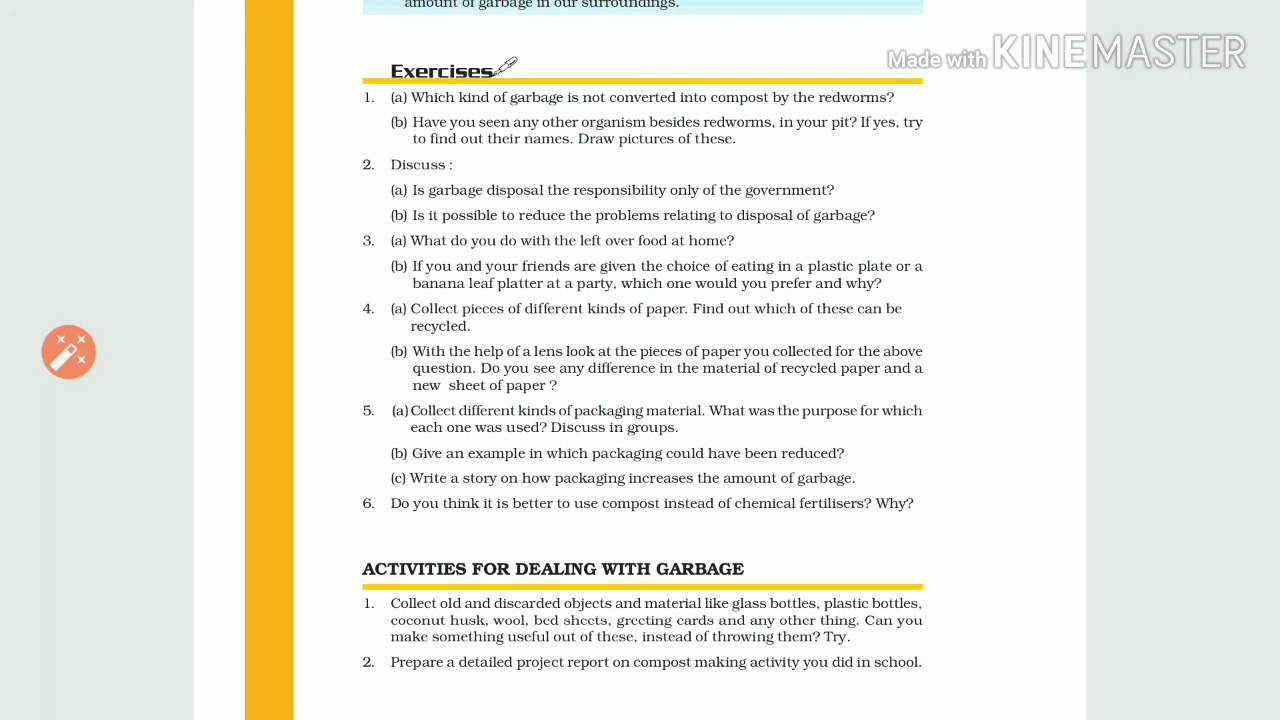 amount of garbage in our surroundings.
Made with KINEMASTER
Exercises
1. (a) Which kind of garbage is not converted into compost by the redworms?
(b) Have you seen any other organism besides redworms, in your pit? If yes, try
to find out their names. Draw pictures of these.
2. Discuss :
(a) Is garbage disposal the responsibility only of the government?
(b) Is it possible to reduce the problems relating to disposal of garbage?
3. (a) What do you do with the left over food at home?
(b) If you and your friends are given the choice of eating in a plastic plate or a
banana leaf platter at a party, which one would you prefer and why?
4. (a) Collect pieces of different kinds of paper. Find out which of these can be
recycled.
(b) With the help of a lens look at the pieces of paper you collected for the above
question. Do you see any difference in the material of recycled paper and a
new sheet of paper ?
5. (a) Collect different kinds of packaging material. What was the purpose for which
each one was used? Discuss in groups.
(b) Give an example in which packaging could have been reduced?
(c) Write a story on how packaging increases the amount of garbage.
6. Do you think it is better to use compost instead of chemical fertilisers? Why?
ACTIVITIES FOR DEALING WITH GARBAGE
1. Collect old and discarded objects and material like glass bottles, plastic bottles,
coconut husk, wool, bed sheets, greeting cards and any other thing. Can you
make something useful out of these, instead of throwing them? Try.
2. Prepare a detailed project report on compost making activity you did in school.